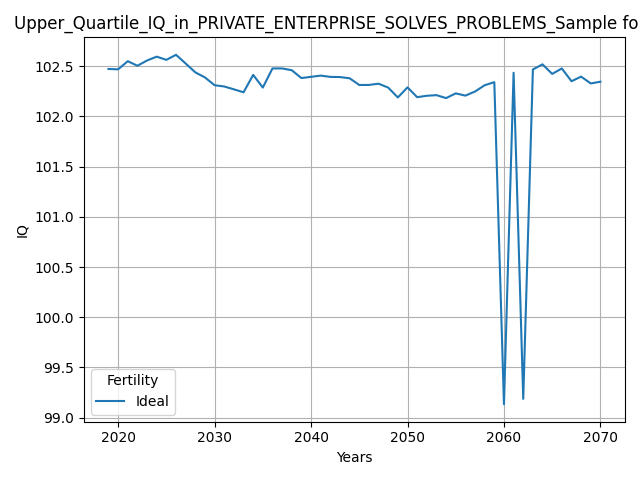 Upper_Quartile_IQ_in_PRIVATE_ENTERPRISE_SOLVES_PROBLEMS_Sample fo
102.5
102.0
101.5
101.0
100.5
100.0
99.5
99.0
IQ
Fertility
Ideal
2020 2030 2040 2050 2060 2070
Years